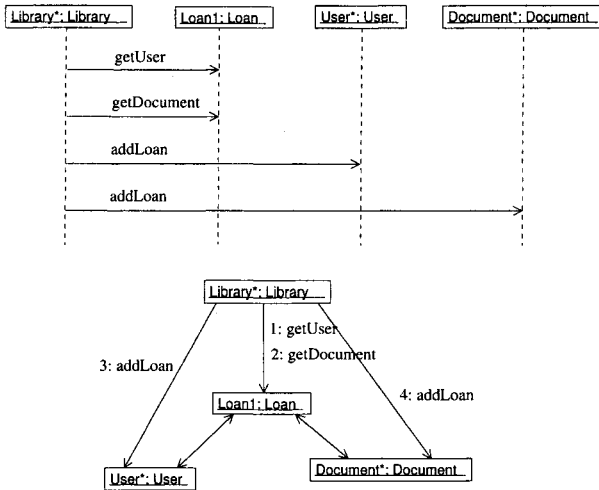 Library*: Library
Loan1: Loan
User*: User
Document*: Document
getUser
getDocument
addLoan
addLoan
Library*: Library
1: getUser
2: getDocument
3: addLoan
4: addLoan
Loan1: Loan
User*: User
Document*: Document